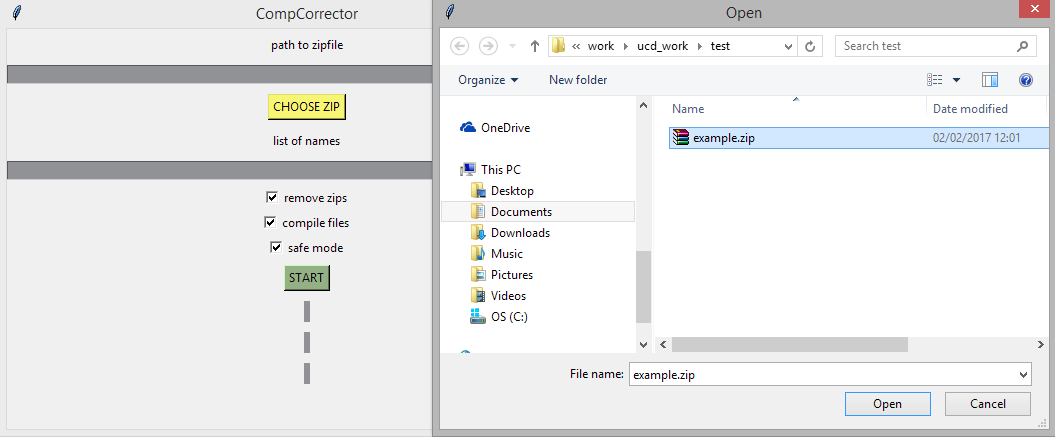 CompCorrector
path to zipfile
CHOOSE ZIP
list of names
remove zips
compile files
safe mode
START
Open
« work › ucd_work › test
Search test
Organize
New folder
Name
Date modified
OneDrive
example.zip
02/02/2017 12:01
This PC
Desktop
Documents
Downloads
Music
Pictures
Videos
OS (C:)
File name:
example.zip
Open
Cancel